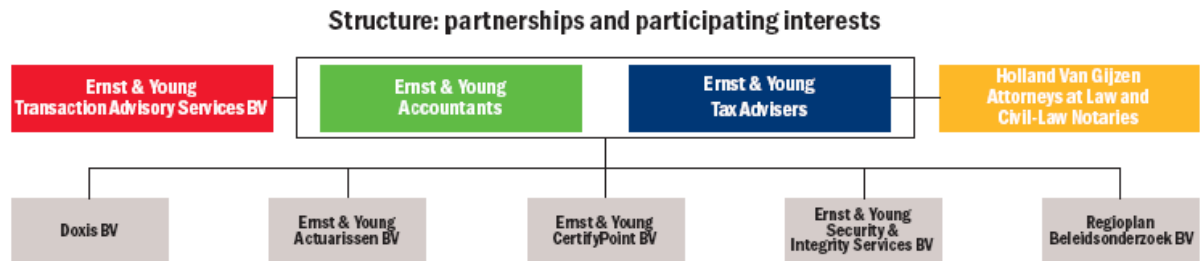 Structure: partnerships and participating interests
Ernst & Young
Transaction Advisory Services BV
Ernst & Young
Accountants
Ernst & Young
Tax Advisers
Holland Van Gijzen
Attorneys at Law and
Civil-Law Notaries
Doxis BV
Ernst & Young
Actuarissen BV
Ernst & Young
CertifyPoint BV
Ernst & Young
Security &
Integrity Services BV
Regioplan
Beleidsonderzoek BV